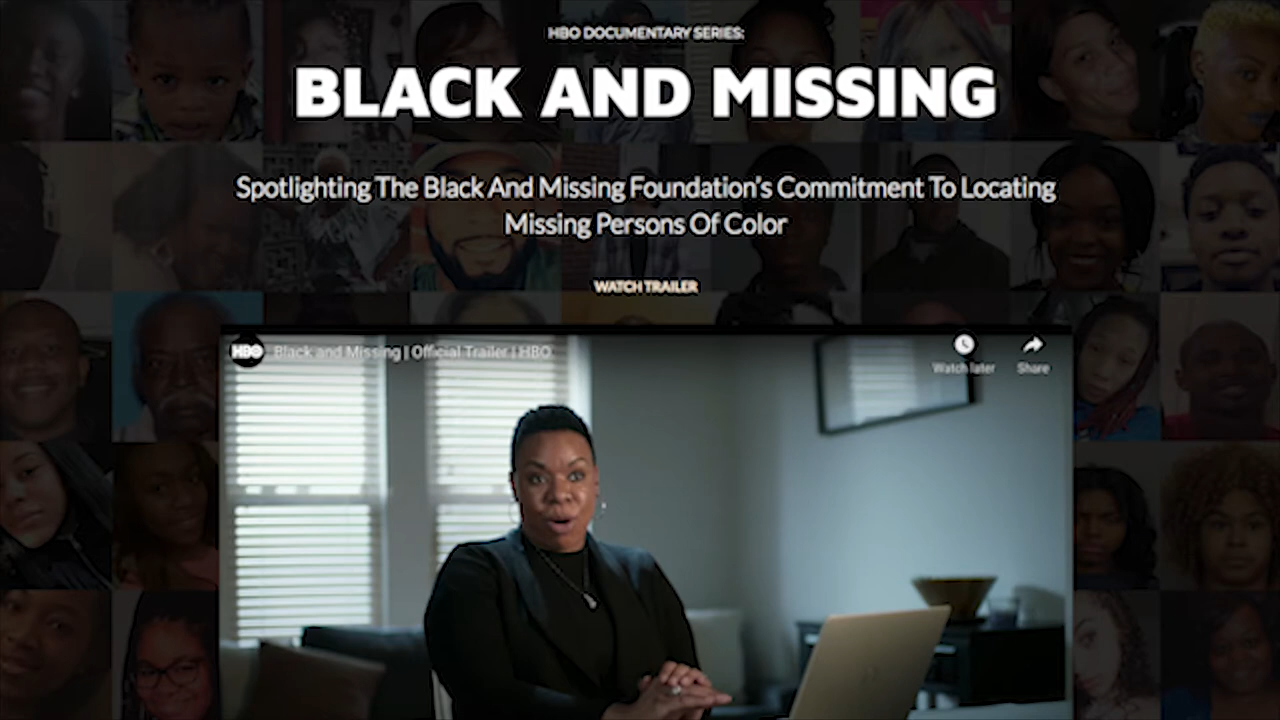 HBO DOCUMENTARY SERIES:
BLACK AND MISSING
Spotlighting The Black And Missing Foundation's Commitment To Locating
Missing Persons Of Color
WATCH TRAILER
HBO Black and Missing | Official Trailer | HBO
Watch later Share